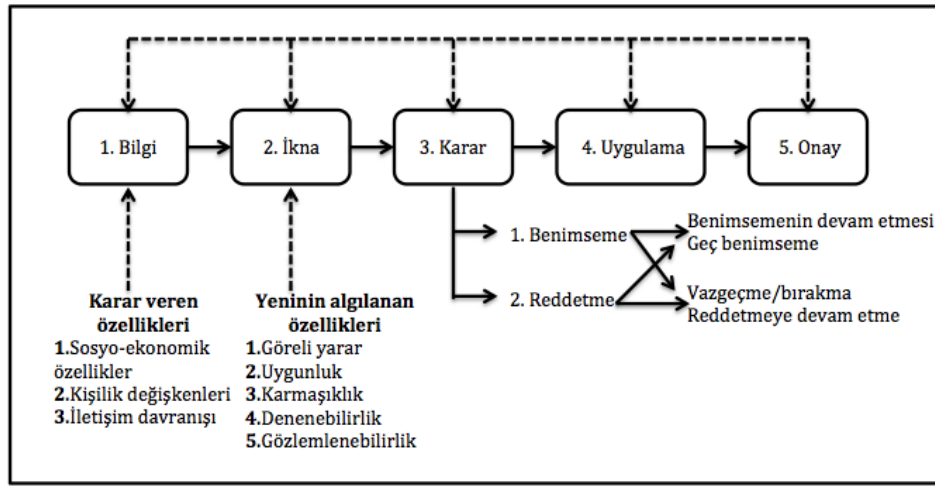 1. Bilgi
2. İkna
3. Karar
4. Uygulama
5. Onay
1. Benimseme
2. Reddetme
Benimsemenin devam etmesi
Geç benimseme
Vazgeçme/bırakma
Reddetmeye devam etme
Karar veren
özellikleri
1.Sosyo-ekonomik
özellikler
2.Kişilik değişkenleri
3.İletişim davranışı
Yeninin algılanan
özellikleri
1.Göreli yarar
2.Uygunluk
3.Karmaşıklık
4.Denenebilirlik
5.Gözlemlenebilirlik